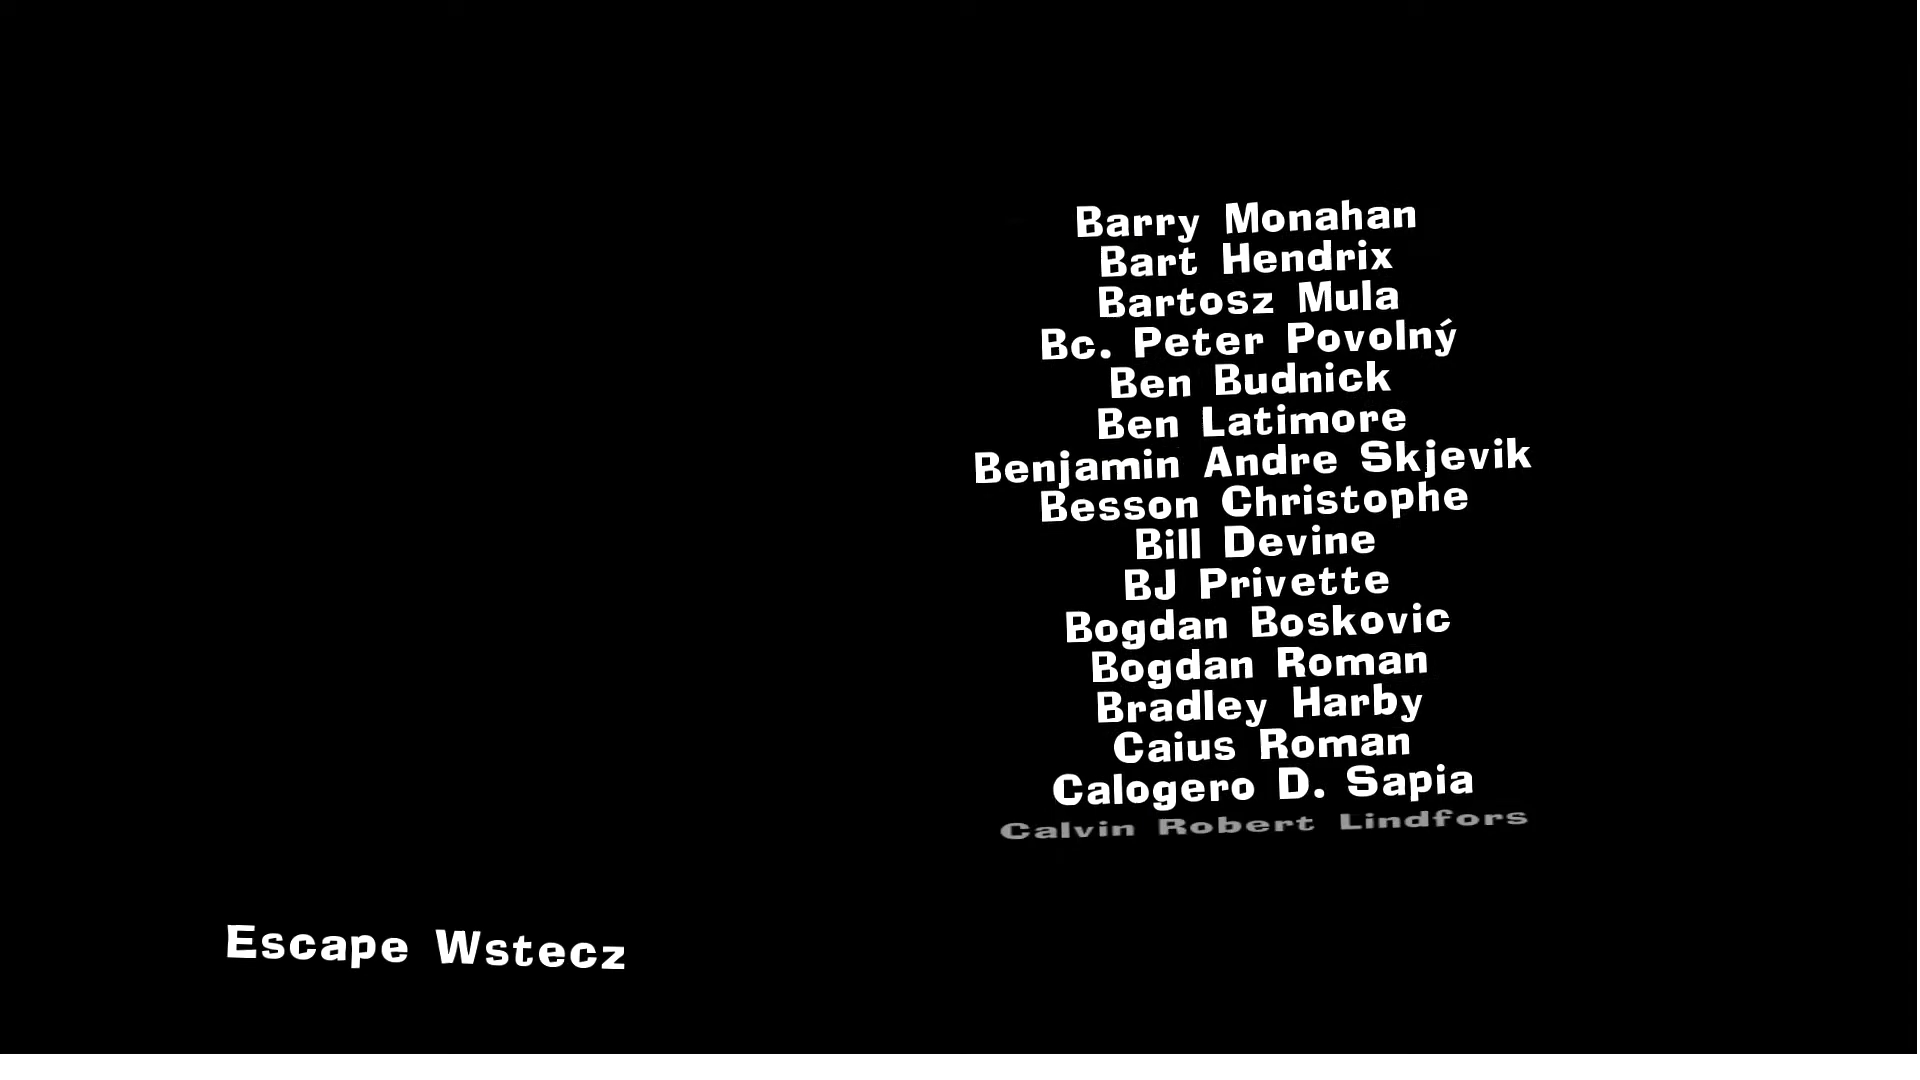 Barry Monahan
Bart Hendrix
Bartosz Mula
Bc. Peter Povolný
Ben Budnick
Ben Latimore
Benjamin Andre Skjevik
Besson Christophe
Bill Devine
BJ Privette
Bogdan Boskovic
Bogdan Roman
Bradley Harby
Caius Roman
Calogero D. Sapia
Calvin Robert Lindfors
Escape Wstecz